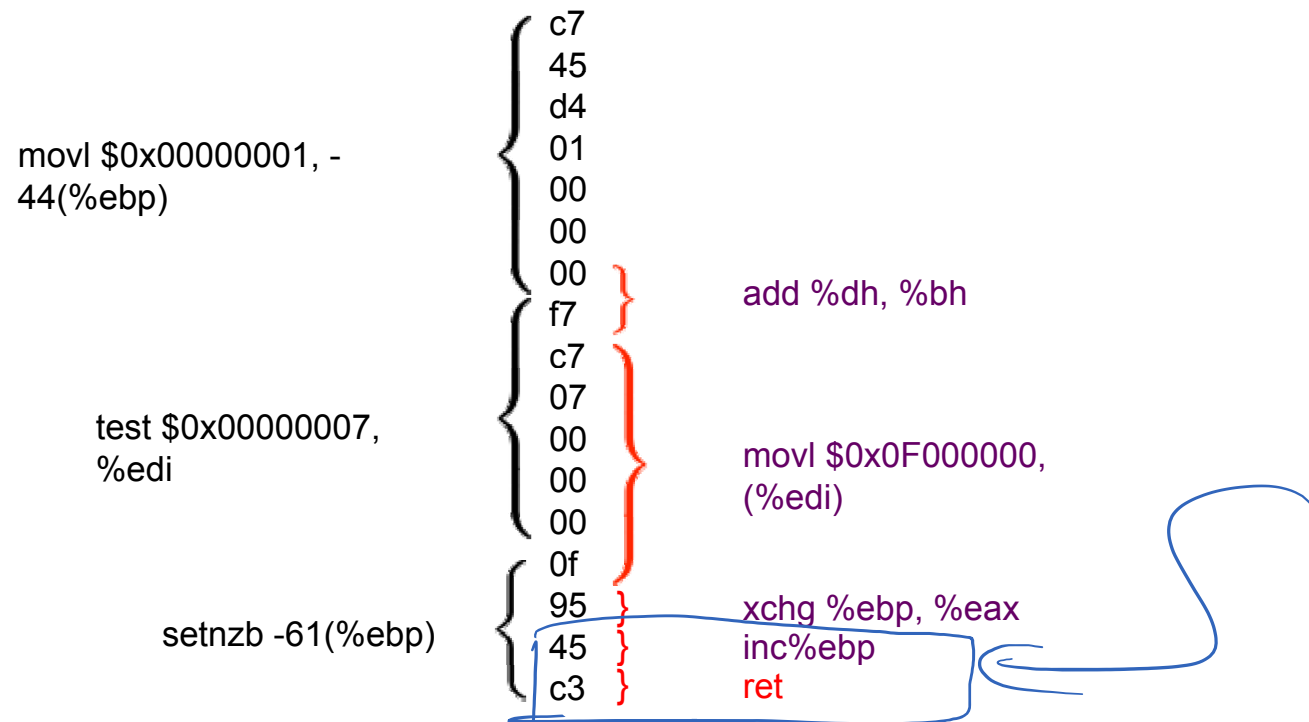 c7
45
d4
movl $0x00000001, -
01
44(%ebp)
00
00
00
add %dh, %bh
f7
c7
07
test $0x00000007,
00
%edi
movl $0x0F000000,
00
(%edi)
00
0f
95
xchg %ebp, %eax
setnzb -61(%ebp)
45
inc%ebp
c3
ret